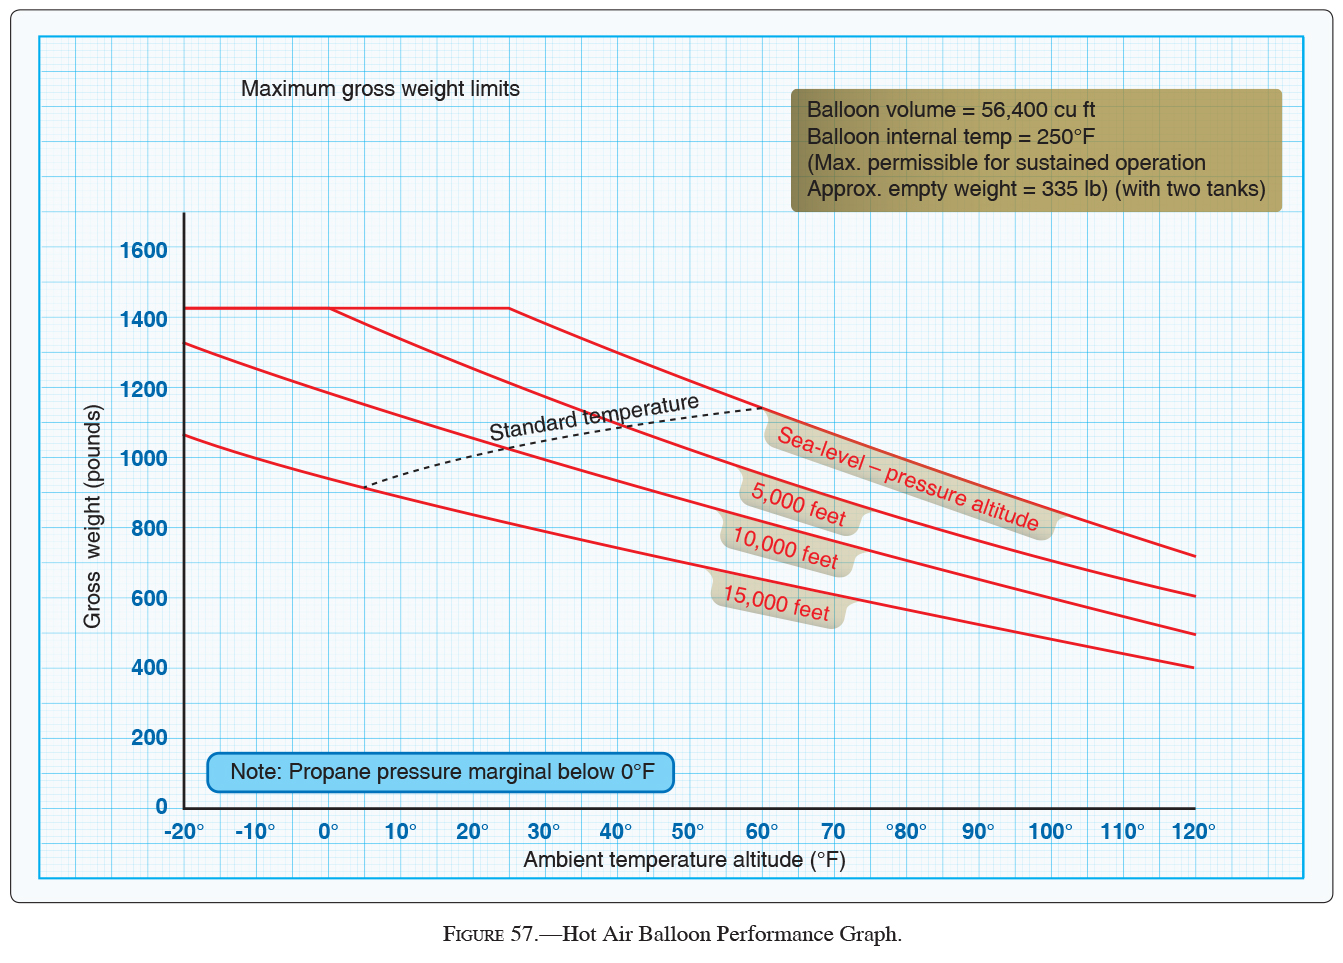 Maximum gross weight limits
Balloon volume = 56,400 cu ft
Balloon internal temp = 250°F
(Max. permissible for sustained operation
Approx. empty weight = 335 lb) (with two tanks)
Gross weight (pounds)
1600
1400
1200
1000
800
600
400
200
0
Standard temperature
Sea-level – pressure altitude
5,000 feet
10,000 feet
15,000 feet
Note: Propane pressure marginal below 0°F
-20° -10° 0° 10° 20° 30° 40° 50° 60° 70 °80° 90° 100° 110° 120°
Ambient temperature altitude (°F)
Figure 57.—Hot Air Balloon Performance Graph.